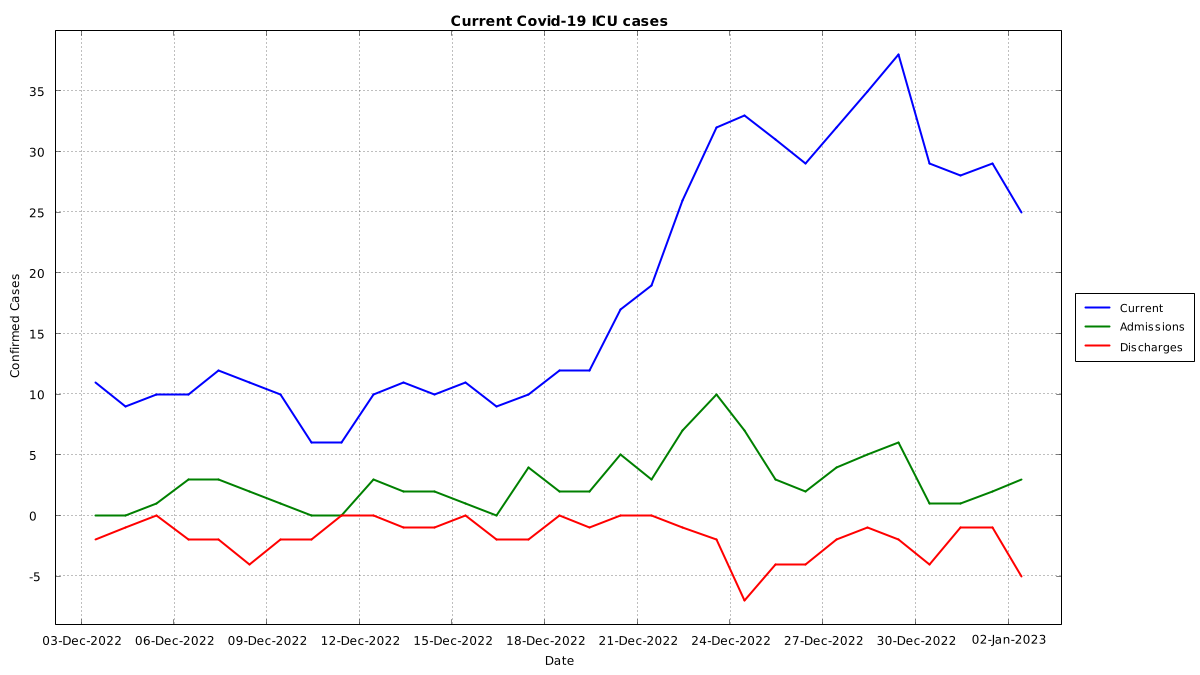 Current Covid-19 ICU cases
35
30
25
20
15
10
5
0
-5
Confirmed Cases
03-Dec-2022 06-Dec-2022 09-Dec-2022 12-Dec-2022 15-Dec-2022 18-Dec-2022 21-Dec-2022 24-Dec-2022 27-Dec-2022 30-Dec-2022 02-Jan-2023
Date
Current
Admissions
Discharges